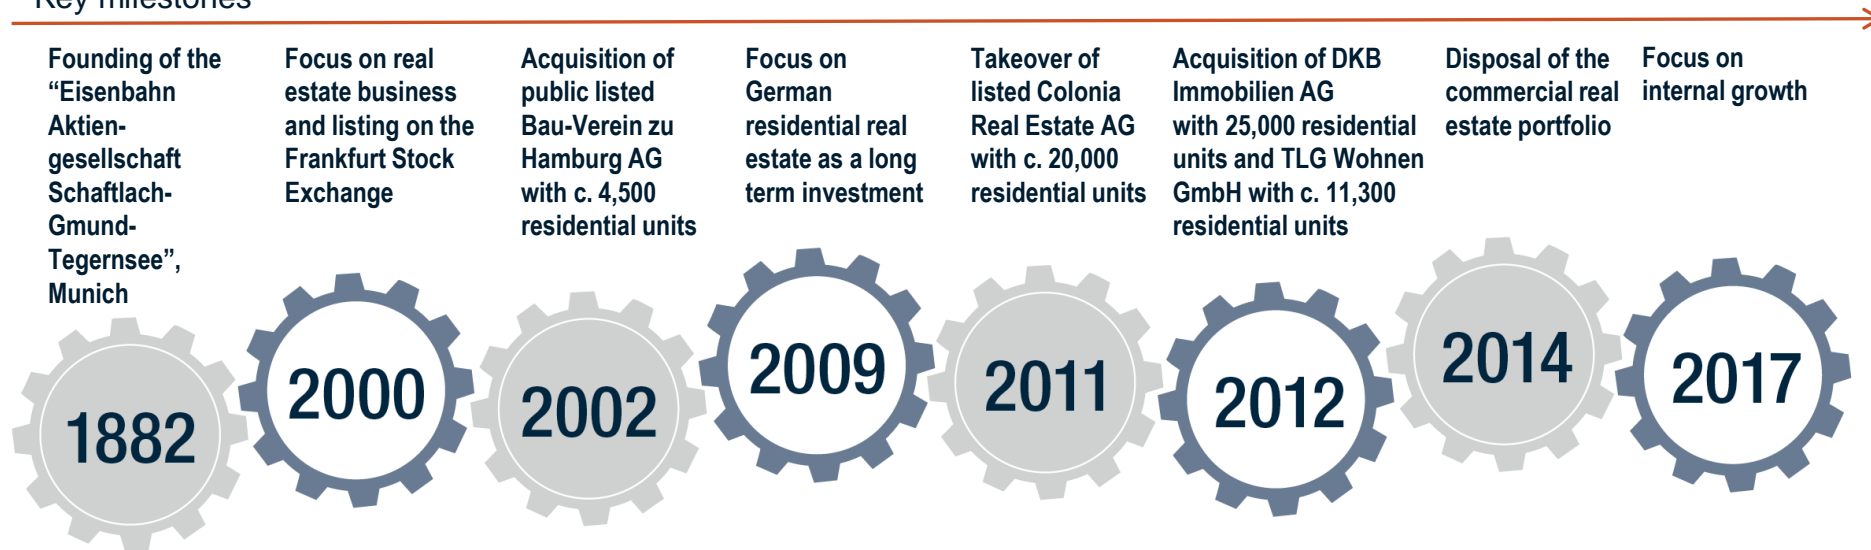 Key milestones
Founding of the
“Eisenbahn
Aktien-
gesellschaft
Schaftlach-
Gmund-
Tegernsee”,
Munich
Focus on real
estate business
and listing on the
Frankfurt Stock
Exchange
Acquisition of
public listed
Bau-Verein zu
Hamburg AG
with c. 4,500
residential units
Focus on
German
residential real
estate as a long
term investment
Takeover of
listed Colonia
Real Estate AG
with c. 20,000
residential units
Acquisition of DKB
Immobilien AG
with 25,000 residential
units and TLG Wohnen
GmbH with c. 11,300
residential units
Disposal of the
commercial real
estate portfolio
Focus on
internal growth
1882
2000
2002
2009
2011
2012
2014
2017